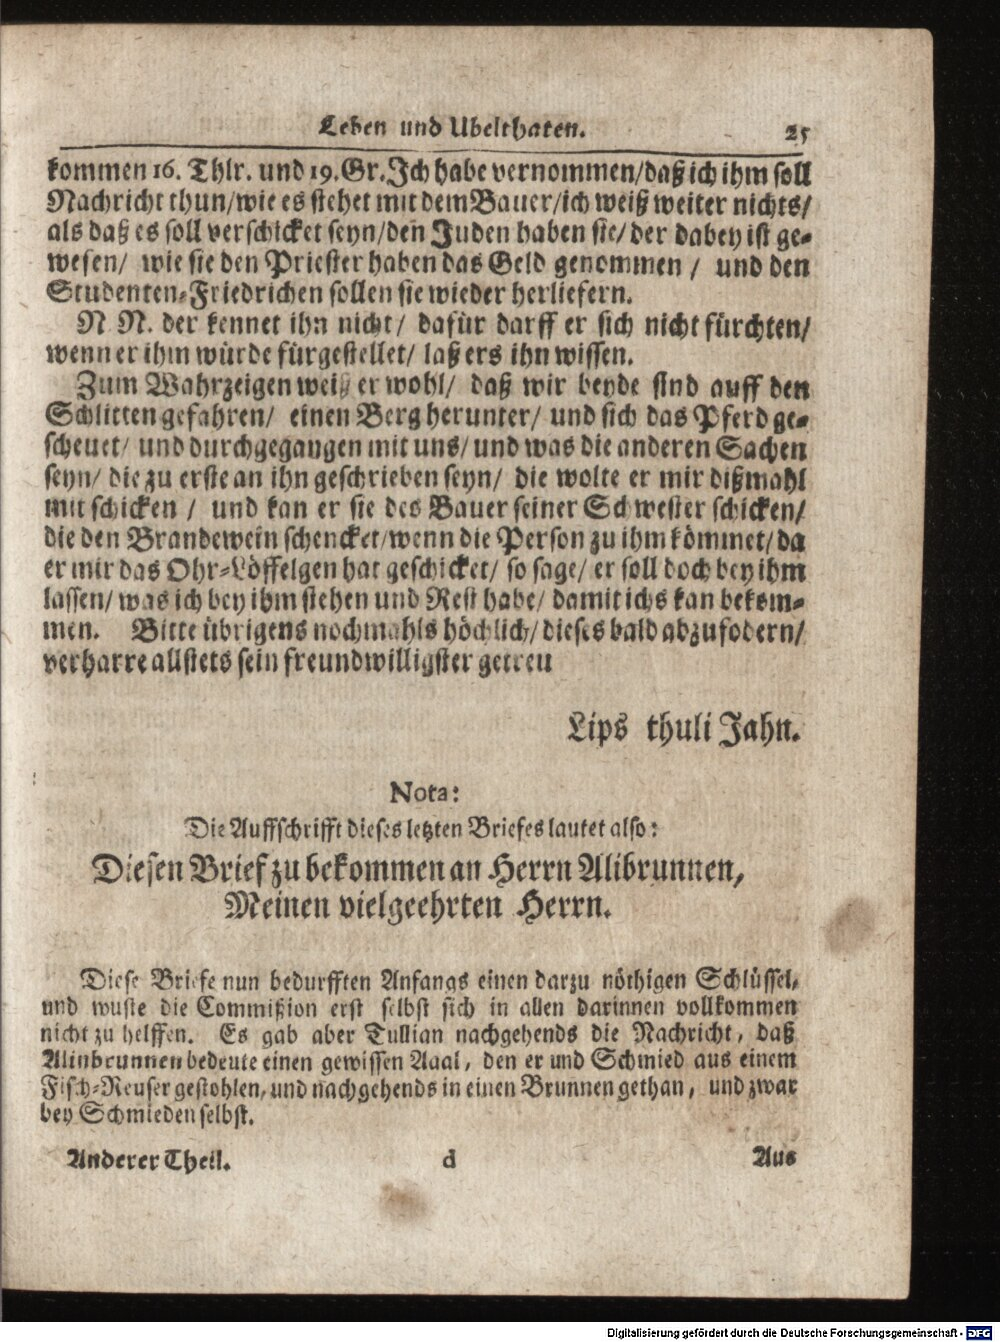 Leben und Ubelthaten. 25
kommen 16. Thlr. und 19. Gr. Ich habe vernommen/ daß ich ihm soll
Nachricht thun/ wie es stehet mit dem Bauer/ ich weiß weiter nichts/
als daß es soll verschicket seyn/ den Juden haben sie/ der dabey ist ge-
wesen/ wie sie den Priester haben das Geld genommen / und den
Studenten-Friedrichen sollen sie wieder herliefern.
N N. der kennet ihn nicht/ dafür darff er sich nicht fürchten/
wenn er ihm würde fürgestellet/ laß ers ihn wissen.
Zum Wahrzeigen weiß er wohl/ daß wir beyde sind auff den
Schlitten gefahren/ einen Berg herunter/ und sich das Pferd ge-
scheuet/ und durchgegangen mit uns/ und was die anderen Sachen
seyn/ die zu erste an ihn geschrieben seyn/ die wolte er mir dißmahl
mit schicken / und kan er sie des Bauer seiner Schwester schicken/
die den Brandewein schencket/ wenn die Person zu ihm kömmet/ da
er mir das Ohr-Löffelgen hat geschicket/ so sage/ er soll doch bey ihm
lassen/ was ich bey ihm stehen und Rest habe/ damit ichs kan bekom-
men. Bitte übrigens nochmahls höchlich/ dieses bald abzufodern/
verharre allstets sein freundwilligster getreu
Lips thuli Jahn.
Nota:
Die Auffschrifft dieses letzten Briefes lautet also:
Diesen Brief zu bekommen an Herrn Alibrunnen,
Meinen vielgeehrten Herrn.
Diese Briefe nun bedurfften Anfangs einen darzu nöthigen Schlüssel,
und wuste die Commißion erst selbst sich in allen darinnen vollkommen
nicht zu helffen. Es gab aber Tullian nachgehends die Nachricht, daß
Alinbrunnen bedeute einen gewissen Aaal, den er und Schmied aus einem
Fisch-Reuser gestohlen, und nachgehends in einen Brunnen gethan, und zwar
bey Schmieden selbst.
Anderer Theil. d Aus
Digitalisierung gefördert durch die Deutsche Forschungsgemeinschaft - DFG